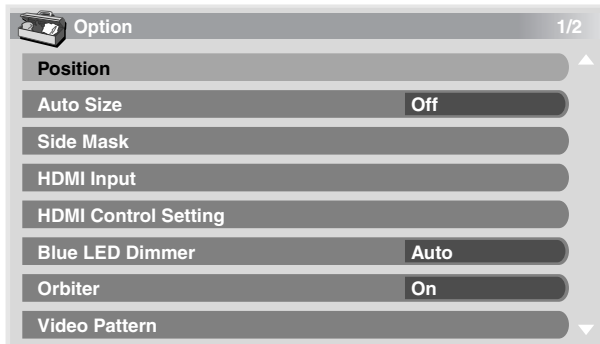 Option 1/2
Position
Auto Size Off
Side Mask
HDMI Input
HDMI Control Setting
Blue LED Dimmer Auto
Orbiter On
Video Pattern